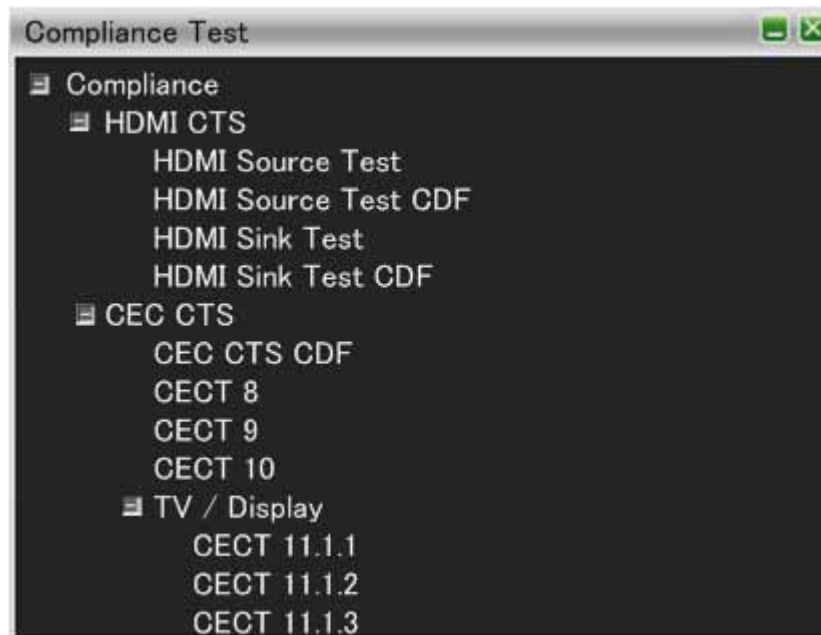 Compliance Test
Compliance
HDMI CTS
HDMI Source Test
HDMI Source Test CDF
HDMI Sink Test
HDMI Sink Test CDF
CEC CTS
CEC CTS CDF
CECT 8
CECT 9
CECT 10
TV / Display
CECT 11.1.1
CECT 11.1.2
CECT 11.1.3